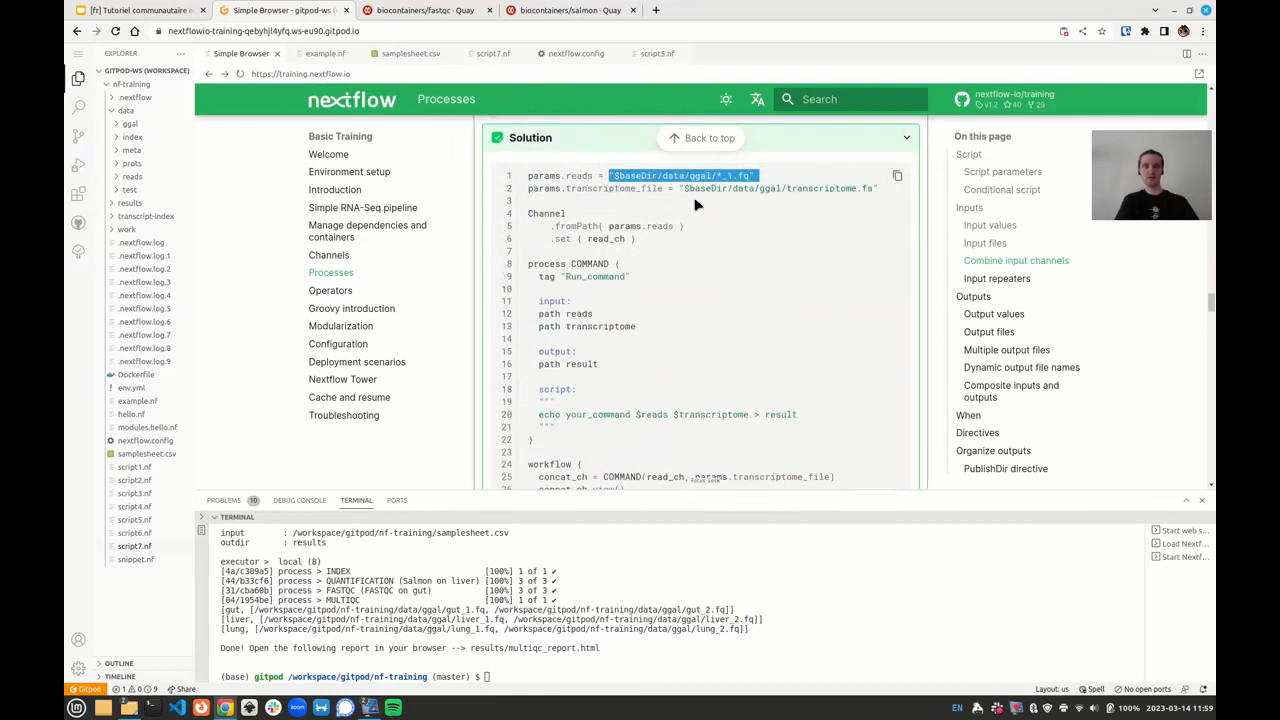 [fr] Tutoriel communautaire e
Simple Browser - gitpod-ws (
biocontainers/fastqc · Quay
biocontainers/salmon · Quay
nextflowio-training-qebyhjl4yfq.ws-eu90.gitpod.io
EXPLORER
Simple Browser
example.nf
samplesheet.csv
script7.nf
nextflow.config
script5.nf
GITPOD-WS (WORKSPACE)
https://training.nextflow.io
nf-training
.nextflow
data
ggal
index
meta
prots
reads
test
results
transcript-index
work
.nextflow.log
.nextflow.log.1
.nextflow.log.2
.nextflow.log.3
.nextflow.log.4
.nextflow.log.5
.nextflow.log.6
.nextflow.log.7
.nextflow.log.8
.nextflow.log.9
Dockerfile
env.yml
example.nf
hello.nf
modules.hello.nf
nextflow.config
samplesheet.csv
script1.nf
script2.nf
script3.nf
script4.nf
script5.nf
script6.nf
script7.nf
snippet.nf
OUTLINE
TIMELINE
nextflow
Processes
Search
nextflow-io/training
v1.2 40 29
Basic Training
Welcome
Environment setup
Introduction
Simple RNA-Seq pipeline
Manage dependencies and
containers
Channels
Processes
Operators
Groovy introduction
Modularization
Configuration
Deployment scenarios
Nextflow Tower
Cache and resume
Troubleshooting
Solution
Back to top
1 params.reads = "$baseDir/data/ggal/*_1.fq"
2 params.transcriptome_file = "$baseDir/data/ggal/transcriptome.fa"
3
4 Channel
5 .fromPath( params.reads )
6 .set { read_ch }
7
8 process COMMAND {
9 tag "Run_command"
10
11 input:
12 path reads
13 path transcriptome
14
15 output:
16 path result
17
18 script:
19 """
20 echo your_command $reads $transcriptome > result
21 """
22 }
23
24 workflow {
25 concat_ch = COMMAND(read_ch, params.transcriptome_file)
On this page
Script
Script parameters
Conditional script
Inputs
Input values
Input files
Combine input channels
Input repeaters
Outputs
Output values
Output files
Multiple output files
Dynamic output file names
Composite inputs and
outputs
When
Directives
Organize outputs
PublishDir directive
PROBLEMS 10 DEBUG CONSOLE TERMINAL PORTS
TERMINAL
input : /workspace/gitpod/nf-training/samplesheet.csv
outdir : results
executor > local (8)
[4a/c309a5] process > INDEX [100%] 1 of 1 ✔
[44/b33cf6] process > QUANTIFICATION (Salmon on liver) [100%] 3 of 3 ✔
[31/cba60b] process > FASTQC (FASTQC on gut) [100%] 3 of 3 ✔
[04/1954be] process > MULTIQC [100%] 1 of 1 ✔
[gut, [/workspace/gitpod/nf-training/data/ggal/gut_1.fq, /workspace/gitpod/nf-training/data/ggal/gut_2.fq]]
[liver, [/workspace/gitpod/nf-training/data/ggal/liver_1.fq, /workspace/gitpod/nf-training/data/ggal/liver_2.fq]]
[lung, [/workspace/gitpod/nf-training/data/ggal/lung_1.fq, /workspace/gitpod/nf-training/data/ggal/lung_2.fq]]
Done! Open the following report in your browser --> results/multiqc_report.html
(base) gitpod /workspace/gitpod/nf-training (master) $
Start web s...
Load Nextf...
Start Nextf...
Gitpod
1 0 9
Share
Layout: us
Spell
No open ports
EN
100%
2023-03-14 11:59